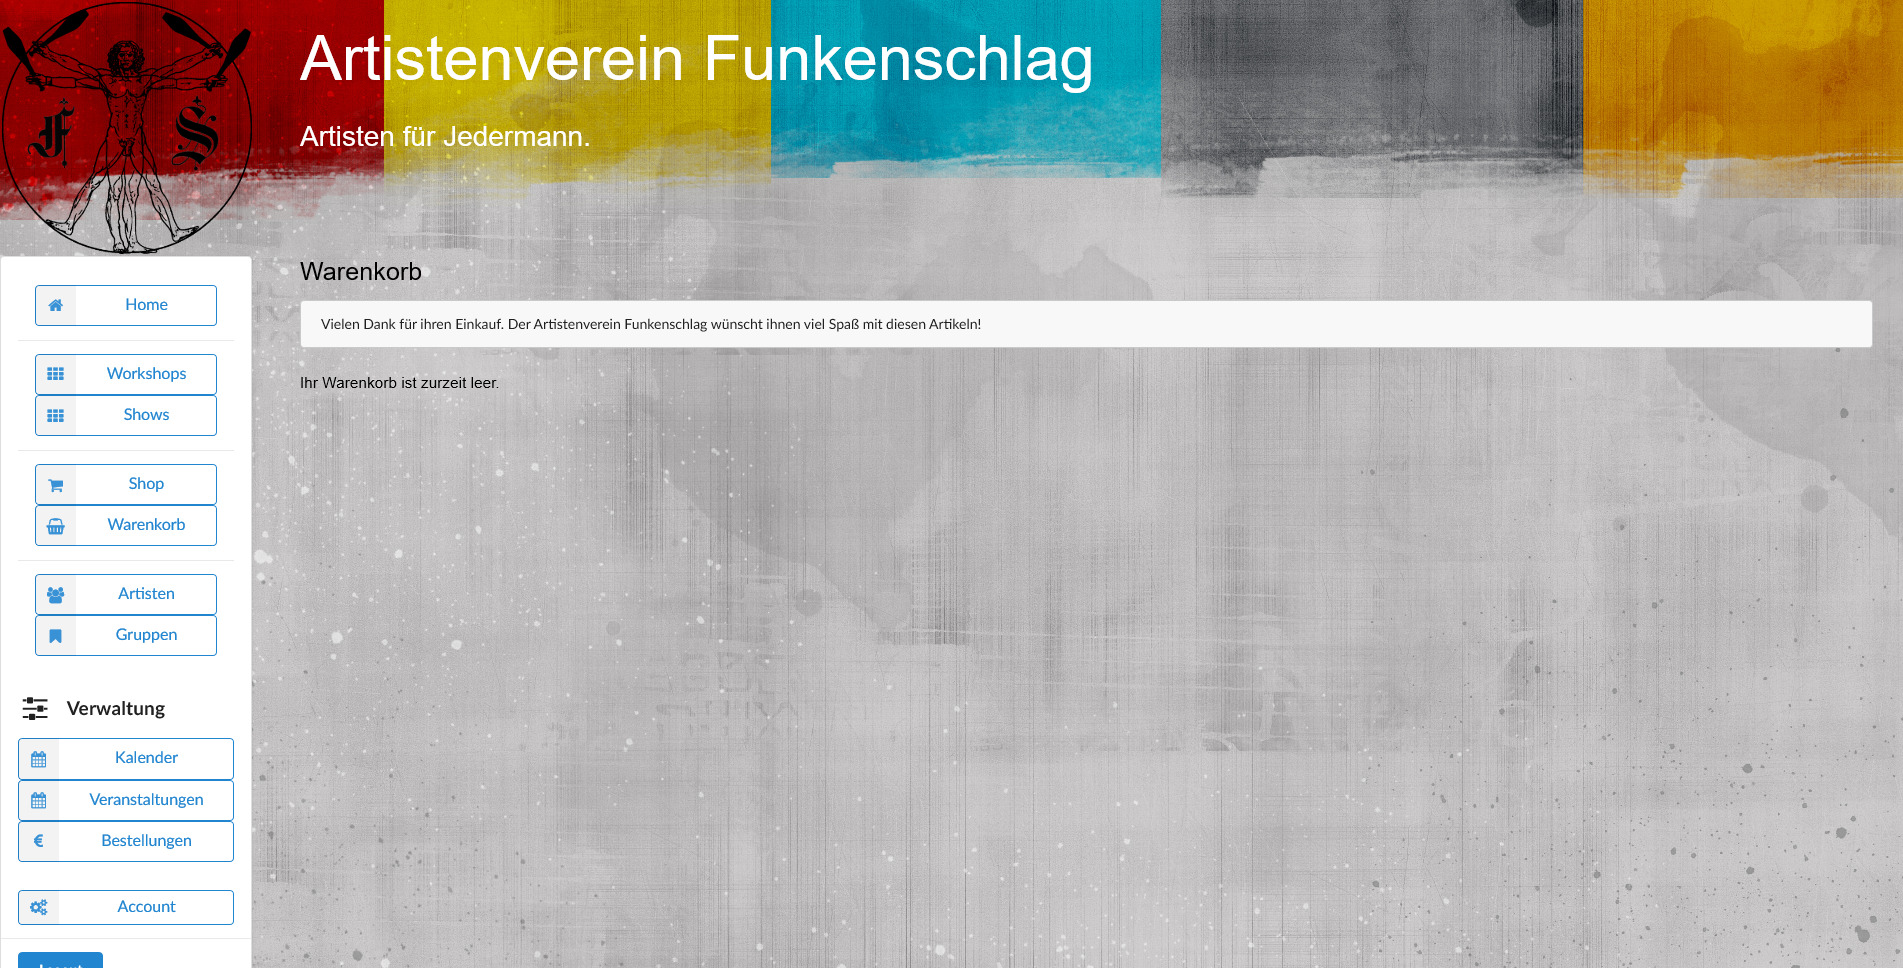 Artistenverein Funkenschlag
Artisten für Jedermann.
F S
Home
Workshops
Shows
Shop
Warenkorb
Artisten
Gruppen
Verwaltung
Kalender
Veranstaltungen
Bestellungen
Account
Warenkorb
Vielen Dank für ihren Einkauf. Der Artistenverein Funkenschlag wünscht ihnen viel Spaß mit diesen Artikeln!
Ihr Warenkorb ist zurzeit leer.